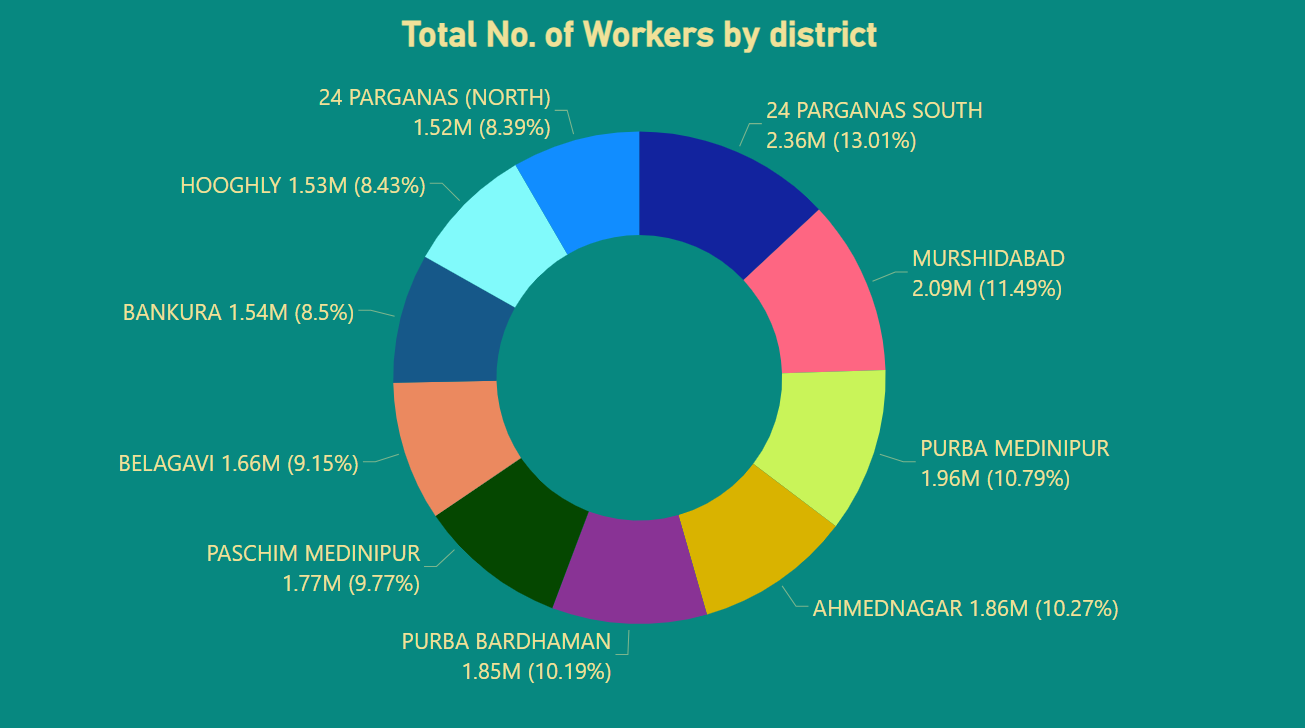 Total No. of Workers by district
24 PARGANAS (NORTH)
1.52M (8.39%)
24 PARGANAS SOUTH
2.36M (13.01%)
HOOGHLY 1.53M (8.43%)
MURSHIDABAD
2.09M (11.49%)
BANKURA 1.54M (8.5%)
PURBA MEDINIPUR
1.96M (10.79%)
BELAGAVI 1.66M (9.15%)
PASCHIM MEDINIPUR
1.77M (9.77%)
AHMEDNAGAR 1.86M (10.27%)
PURBA BARDHAMAN
1.85M (10.19%)